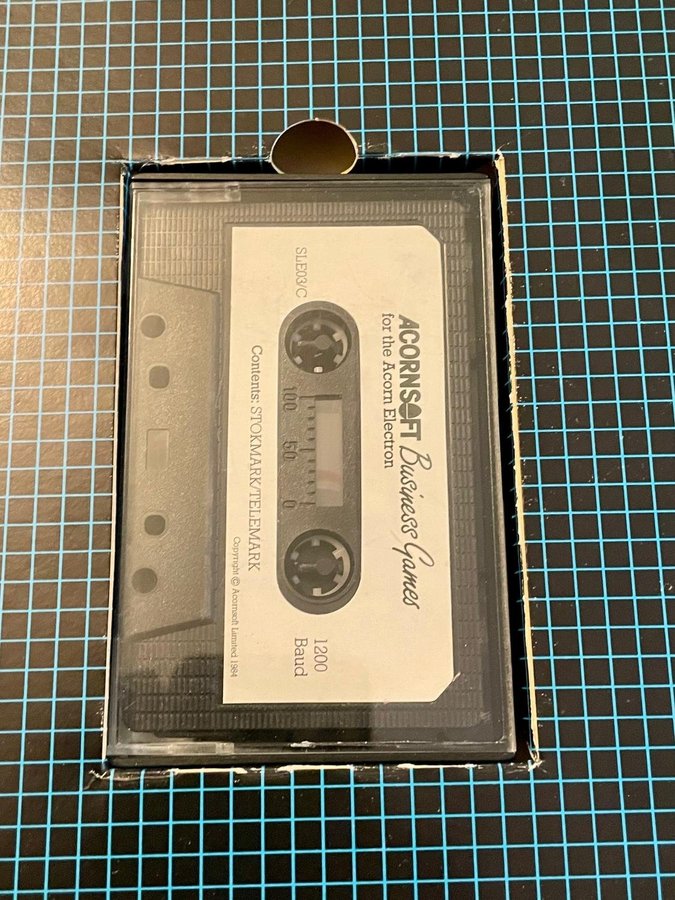 ACORNSOFT Business Games
for the Acorn Electron
SLE03/C
100 50 0
1200
Baud
Contents: STOKMARK/TELEMARK
Copyright © Acornsoft Limited 1984